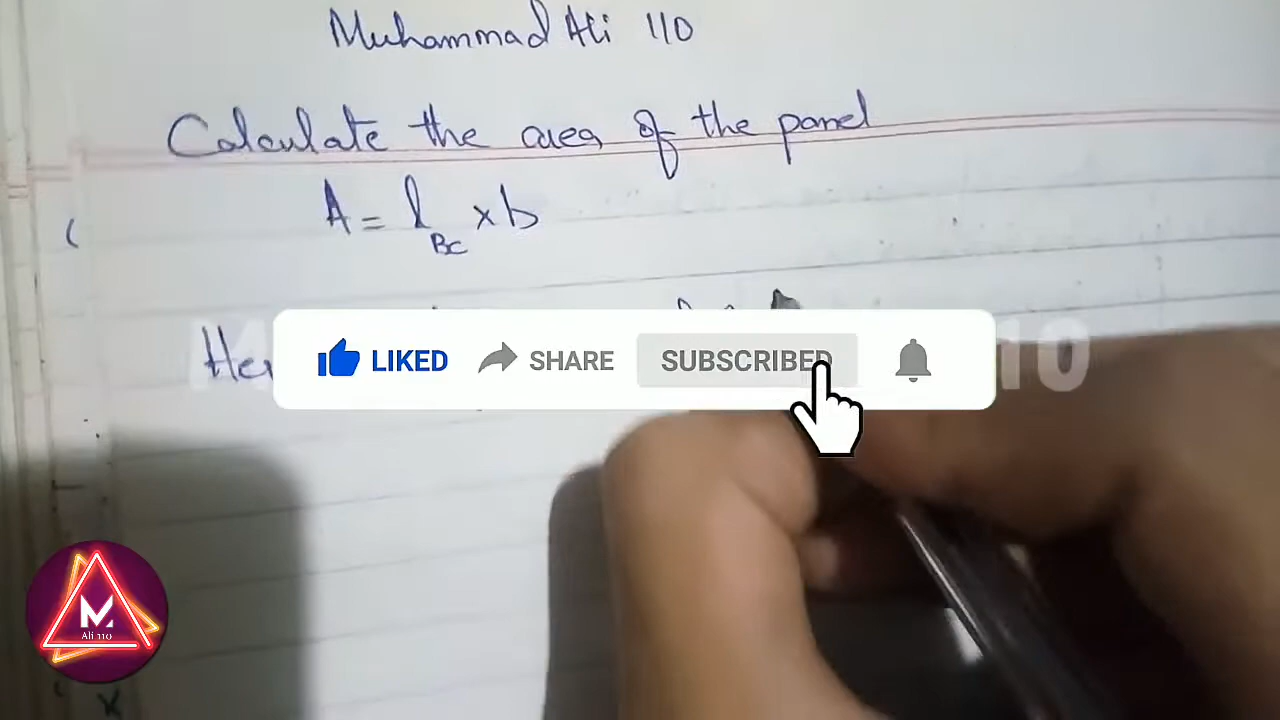 Muhammad Ali 110
Calculate the area of the panel
A = l_BC × b
LIKED SHARE SUBSCRIBED
M
Ali 110